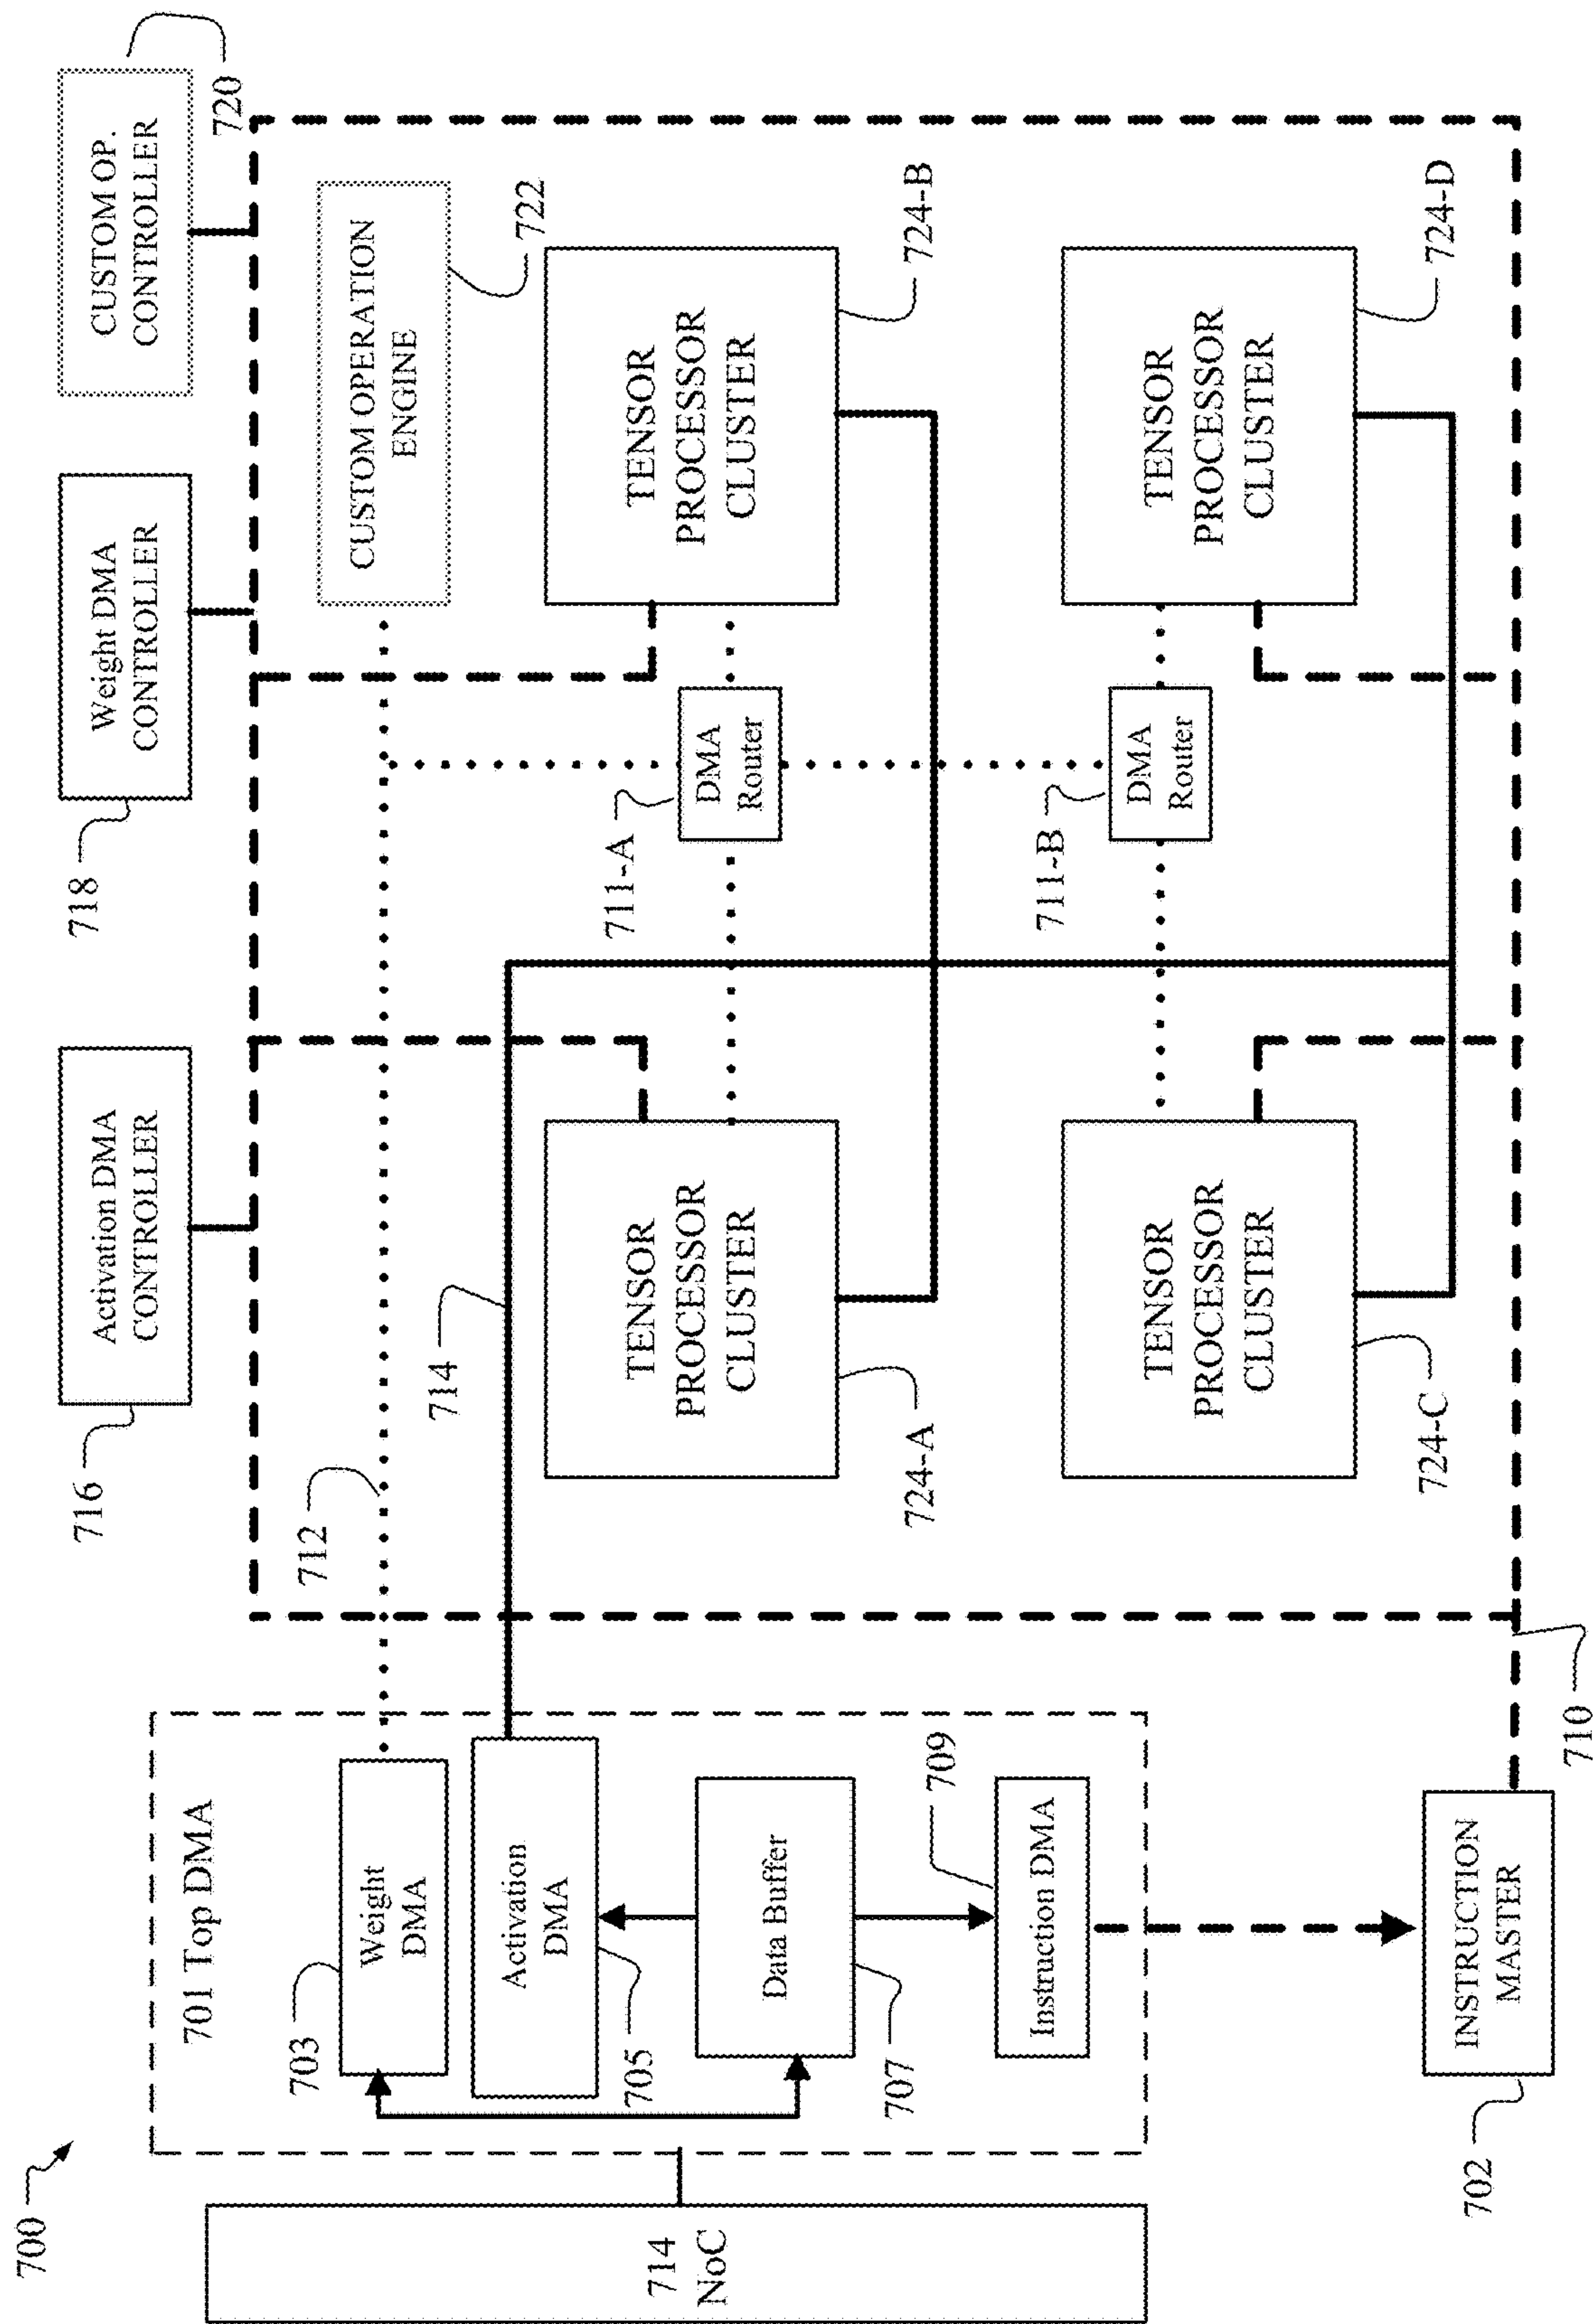 700
716
Activation DMA
CONTROLLER
718
Weight DMA
CONTROLLER
CUSTOM OP.
CONTROLLER
720
714
NoC
701 Top DMA
703
Weight
DMA
Activation
DMA
705
Data Buffer
707
709
Instruction DMA
INSTRUCTION
MASTER
702
710
712
714
CUSTOM OPERATION
ENGINE
722
TENSOR
PROCESSOR
CLUSTER
724-A
711-A
DMA
Router
TENSOR
PROCESSOR
CLUSTER
724-B
TENSOR
PROCESSOR
CLUSTER
724-C
711-B
DMA
Router
TENSOR
PROCESSOR
CLUSTER
724-D